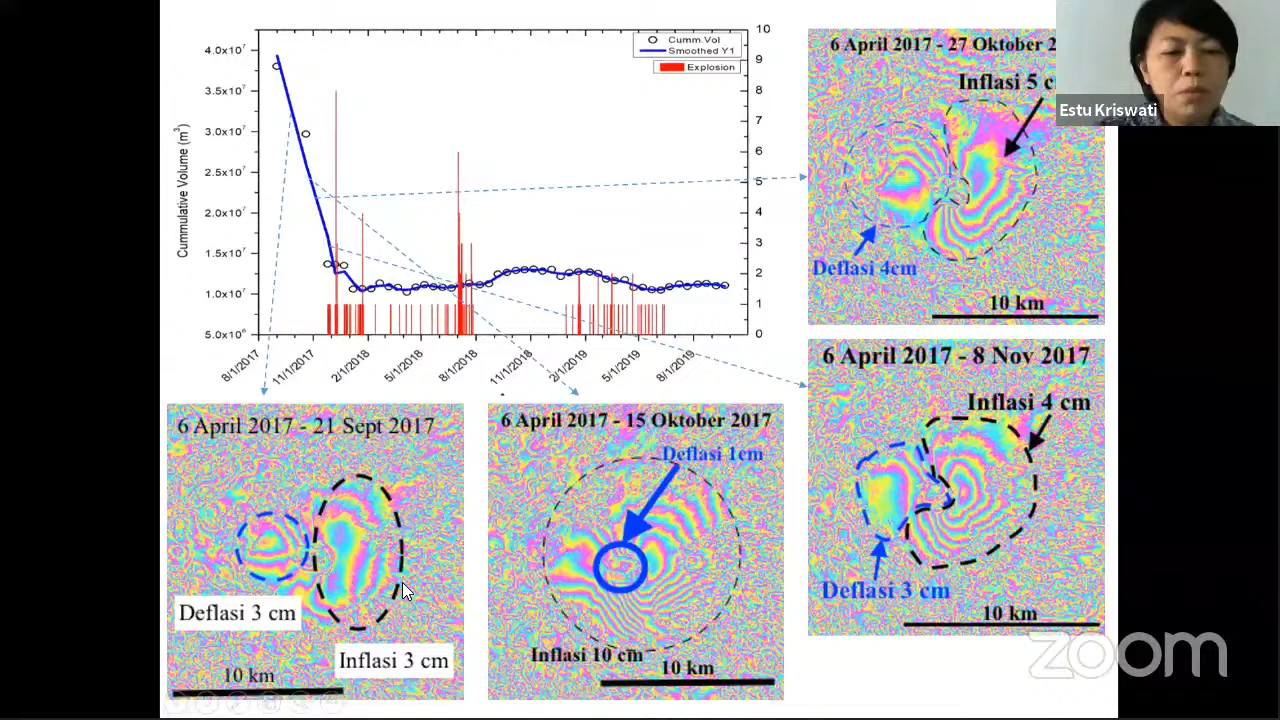 10
9
8
7
6
5
4
3
2
1
0
4.0x10⁷
3.5x10⁷
3.0x10⁷
2.5x10⁷
2.0x10⁷
1.5x10⁷
1.0x10⁷
5.0x10⁶
Cummulative Volume (m³)
Cumm.Vol
Smoothed Y1
Explosion
8/1/2017
11/1/2017
2/1/2018
5/1/2018
8/1/2018
11/1/2018
2/1/2019
5/1/2019
8/1/2019
6 April 2017 - 27 Oktober 2
Inflasi 5 c
Deflasi 4cm
10 km
Estu Kriswati
6 April 2017 - 8 Nov 2017
Inflasi 4 cm
Deflasi 3 cm
10 km
6 April 2017 - 21 Sept 2017
Deflasi 3 cm
Inflasi 3 cm
10 km
6 April 2017 - 15 Oktober 2017
Deflasi 1cm
Inflasi 10 cm
10 km
zoom